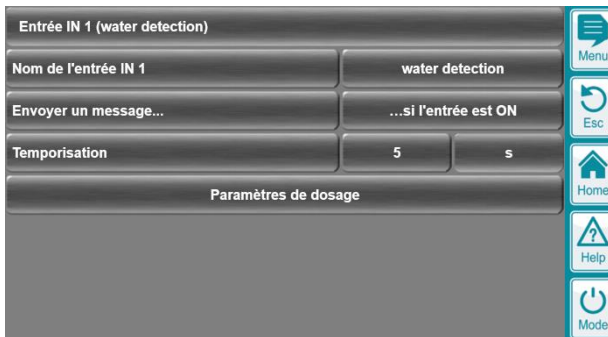 Entrée IN 1 (water detection)
Nom de l'entrée IN 1 water detection
Envoyer un message... ...si l'entrée est ON
Temporisation 5 s
Paramètres de dosage
Menu
Esc
Home
Help
Mode